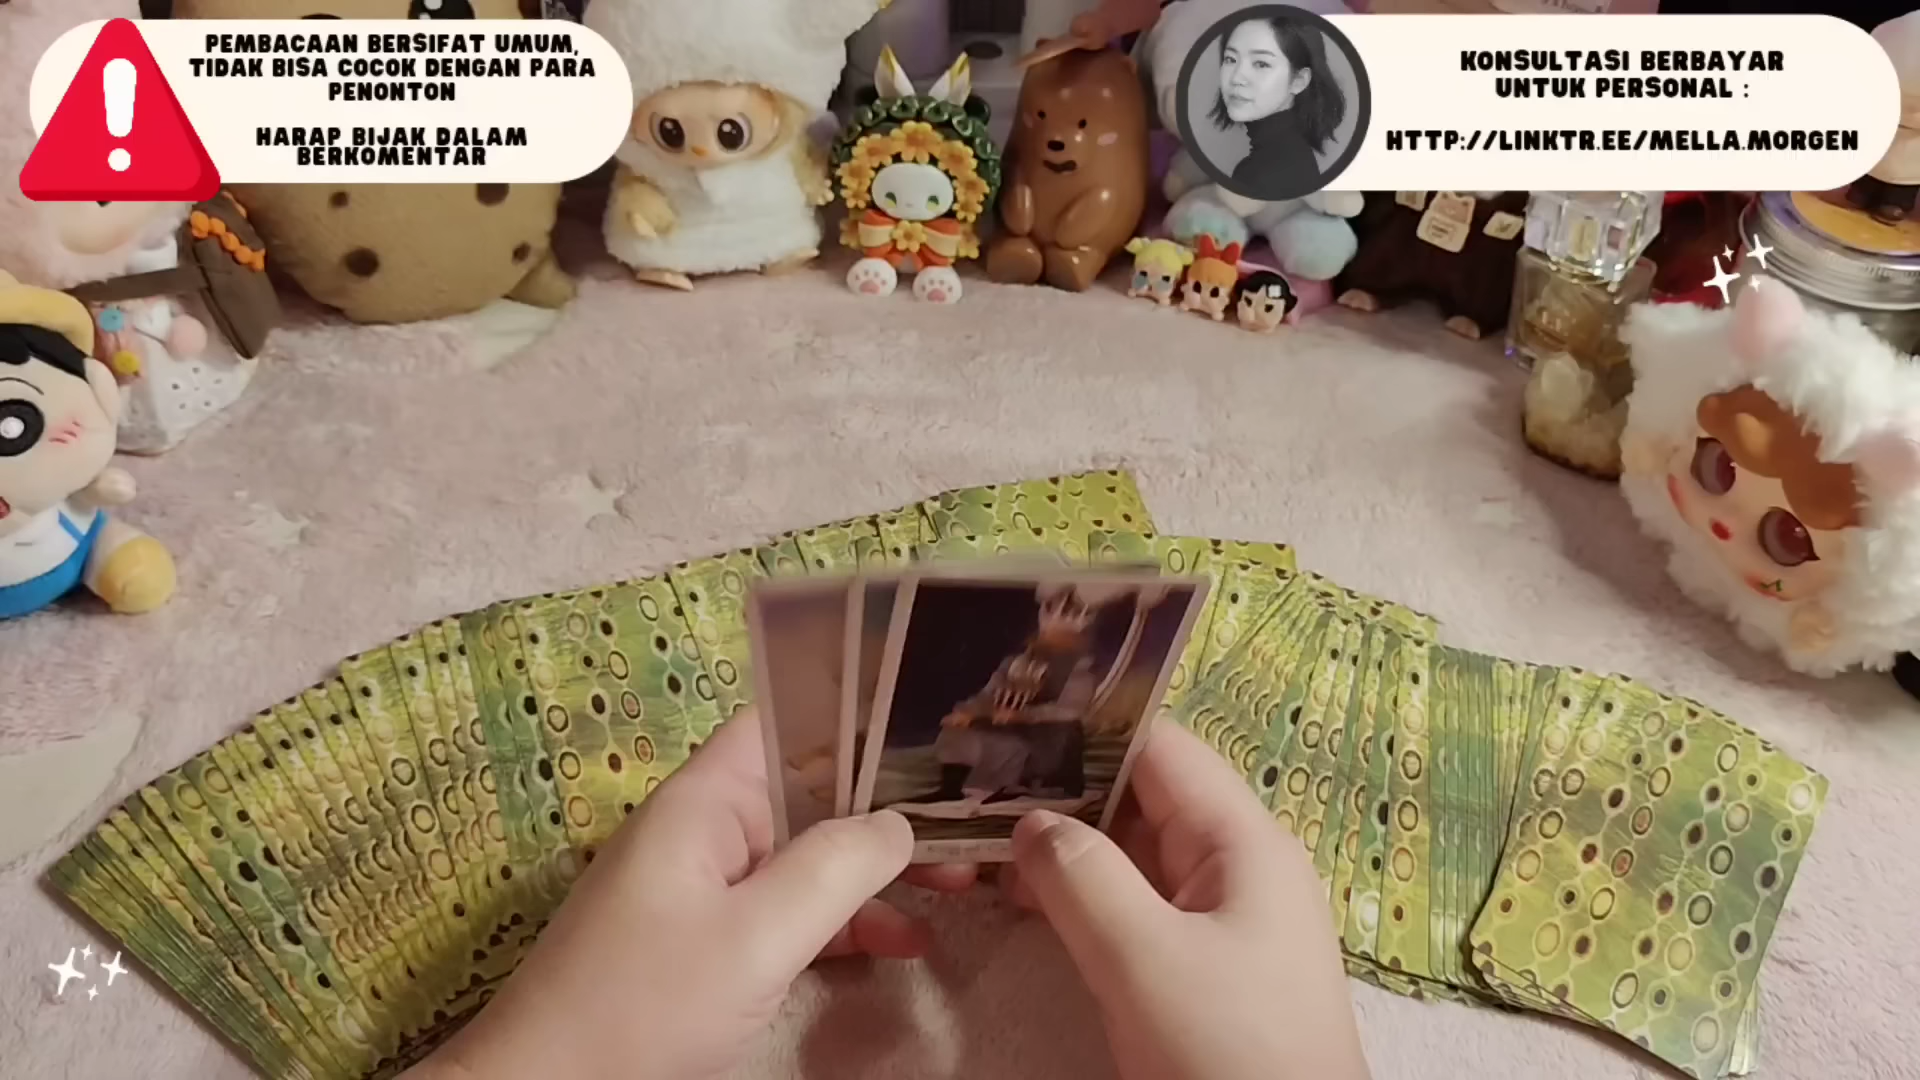 PEMBACAAN BERSIFAT UMUM,
TIDAK BISA COCOK DENGAN PARA
PENONTON
HARAP BIJAK DALAM
BERKOMENTAR
KONSULTASI BERBAYAR
UNTUK PERSONAL :
HTTP://LINKTR.EE/MELLA.MORGEN